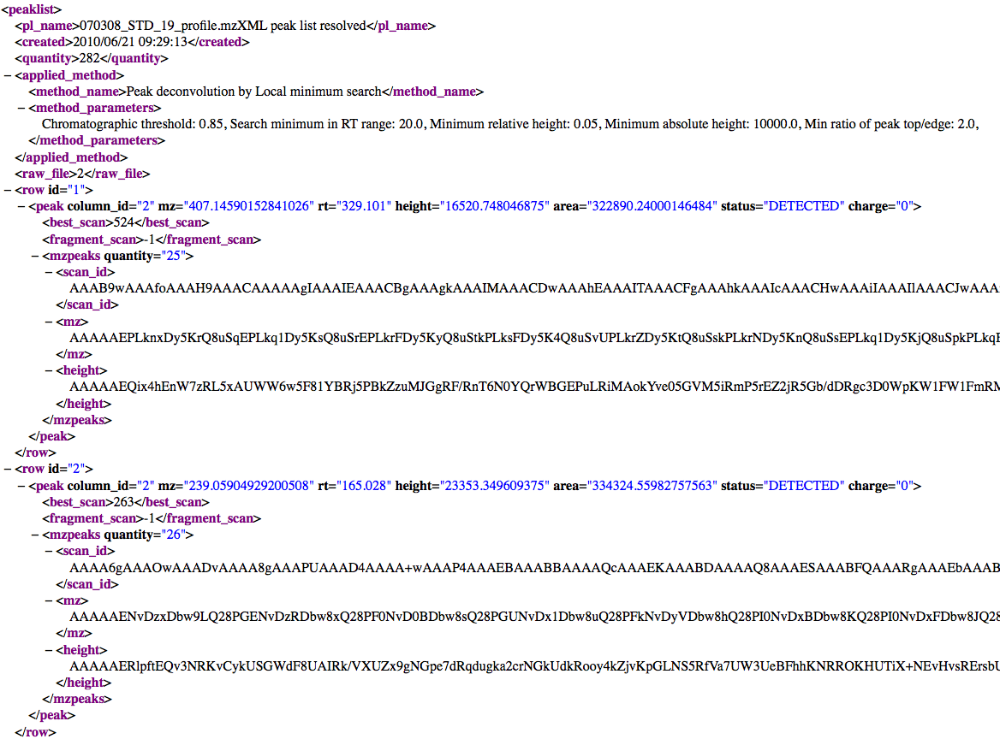 <peaklist>
<pl_name>070308_STD_19_profile.mzXML peak list resolved</pl_name>
<created>2010/06/21 09:29:13</created>
<quantity>282</quantity>
– <applied_method>
<method_name>Peak deconvolution by Local minimum search</method_name>
– <method_parameters>
Chromatographic threshold: 0.85, Search minimum in RT range: 20.0, Minimum relative height: 0.05, Minimum absolute height: 10000.0, Min ratio of peak top/edge: 2.0,
</method_parameters>
</applied_method>
<raw_file>2</raw_file>
– <row id="1">
– <peak column_id="2" mz="407.14590152841026" rt="329.101" height="16520.748046875" area="322890.24000146484" status="DETECTED" charge="0">
<best_scan>524</best_scan>
<fragment_scan>-1</fragment_scan>
– <mzpeaks quantity="25">
– <scan_id>
AAAB9wAAAfoAAAH9AAACAAAAAgIAAAIEAAACBgAAAgkAAAIMAAACDwAAAhEAAAITAAACFgAAAhkAAAIcAAACHwAAAiIAAAIlAAACJwAAA
</scan_id>
– <mz>
AAAAAEPLknxDy5KrQ8uSqEPLkq1Dy5KsQ8uSrEPLkrFDy5KyQ8uStkPLksFDy5K4Q8uSvUPLkrZDy5KtQ8uSskPLkrNDy5KnQ8uSsEPLkq1Dy5KjQ8uSpkPLkqE
</mz>
– <height>
AAAAAEQix4hEnW7zRL5xAUWW6w5F81YBRj5PBkZzuMJGgRF/RnT6N0YQrWBGEPuLRiMAokYve05GVM5iRmP5rEZ2jR5Gb/dDRgc3D0WpKW1FW1FmRM
</height>
</mzpeaks>
</peak>
</row>
– <row id="2">
– <peak column_id="2" mz="239.05904929200508" rt="165.028" height="23353.349609375" area="334324.55982757563" status="DETECTED" charge="0">
<best_scan>263</best_scan>
<fragment_scan>-1</fragment_scan>
– <mzpeaks quantity="26">
– <scan_id>
AAAA6gAAAOwAAADvAAAA8gAAAPUAAAD4AAAA+wAAAP4AAAEBAAABBAAAAQcAAAEKAAABDAAAAQ8AAAESAAABFQAAARgAAAEbAAAB
</scan_id>
– <mz>
AAAAAENvDzxDbw9LQ28PGENvDzRDbw8xQ28PF0NvD0BDbw8sQ28PGUNvDx1Dbw8uQ28PFkNvDyVDbw8hQ28PI0NvDxBDbw8KQ28PI0NvDxFDbw8JQ28
</mz>
– <height>
AAAAAERlpftEQv3NRKvCykUSGWdF8UAIRk/VXUZx9gNGpe7dRqdugka2crNGkUdkRooy4kZjvKpGLNS5RfVa7UW3UeBFhhKNRROKHUTiX+NEvHvsRErsbU
</height>
</mzpeaks>
</peak>
</row>